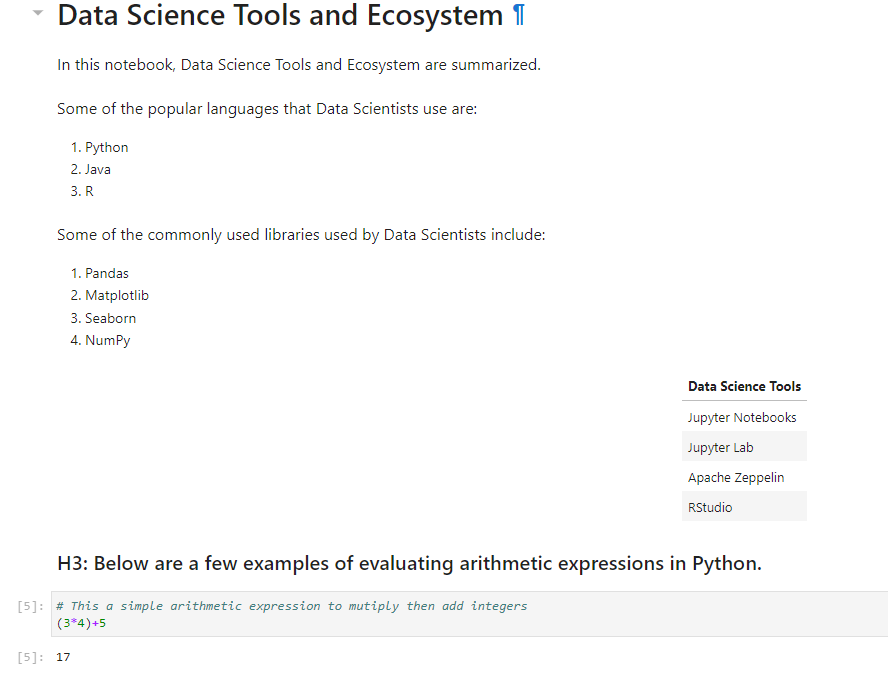 Data Science Tools and Ecosystem ¶
In this notebook, Data Science Tools and Ecosystem are summarized.
Some of the popular languages that Data Scientists use are:
1. Python
2. Java
3. R
Some of the commonly used libraries used by Data Scientists include:
1. Pandas
2. Matplotlib
3. Seaborn
4. NumPy
Data Science Tools
Jupyter Notebooks
Jupyter Lab
Apache Zeppelin
RStudio
H3: Below are a few examples of evaluating arithmetic expressions in Python.
[5]: # This a simple arithmetic expression to mutiply then add integers
(3*4)+5
[5]: 17